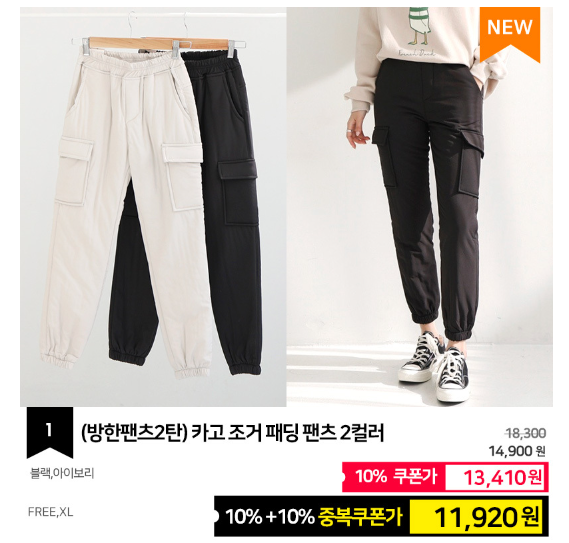 NEW
1
(방한팬츠2탄) 카고 조거 패딩 팬츠 2컬러
18,300
14,900 원
블랙,아이보리
10% 쿠폰가 13,410원
FREE,XL
10%+10% 중복쿠폰가 11,920원